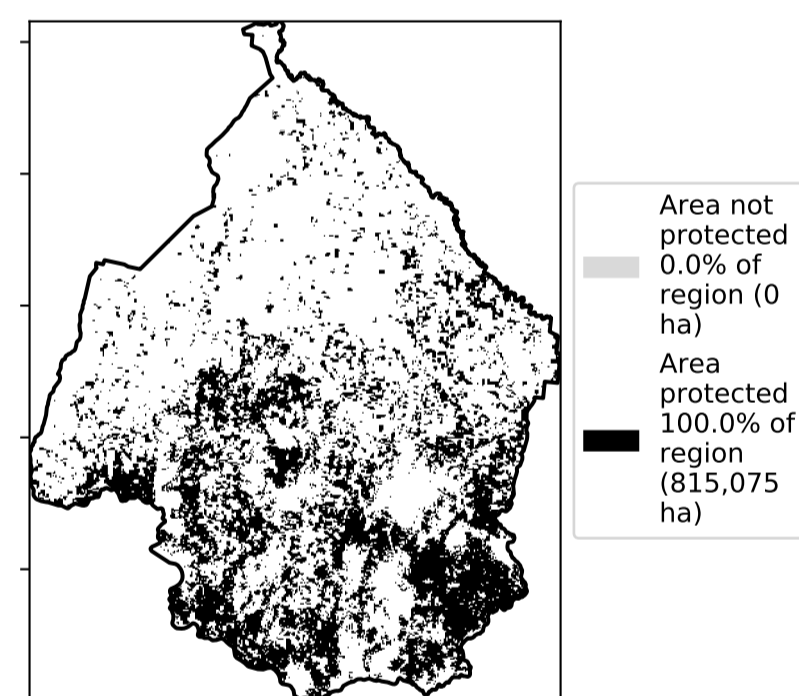 Area not
protected
0.0% of
region (0
ha)
Area
protected
100.0% of
region
(815,075
ha)